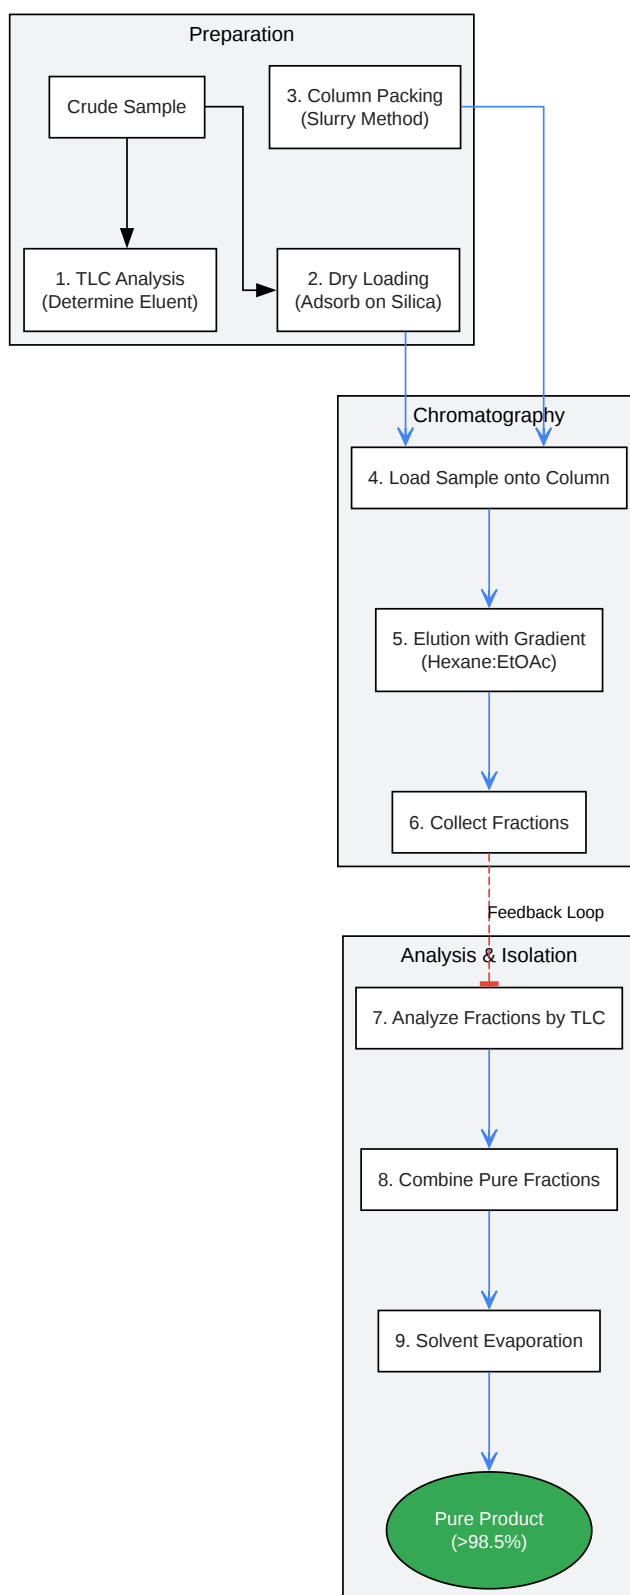 Preparation
Crude Sample
3. Column Packing
(Slurry Method)
1. TLC Analysis
(Determine Eluent)
2. Dry Loading
(Adsorb on Silica)
Chromatography
4. Load Sample onto Column
5. Elution with Gradient
(Hexane:EtOAc)
6. Collect Fractions
Feedback Loop
Analysis & Isolation
7. Analyze Fractions by TLC
8. Combine Pure Fractions
9. Solvent Evaporation
Pure Product
(>98.5%)